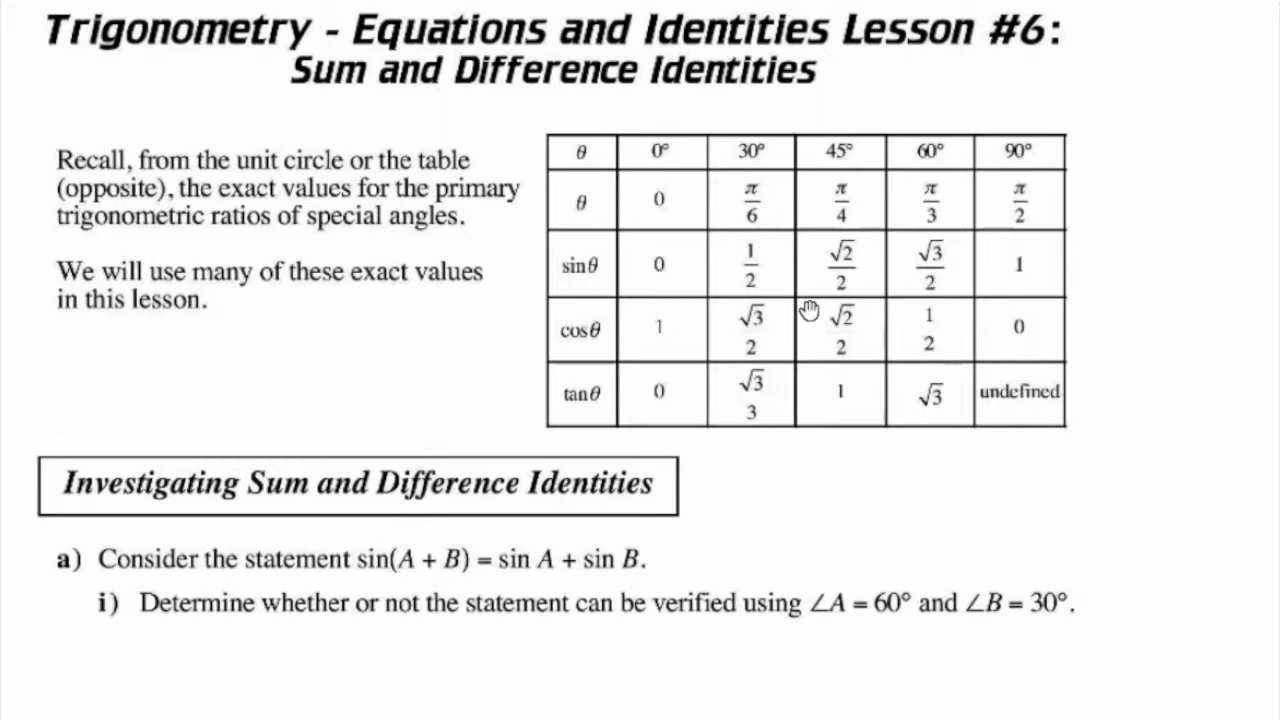 Trigonometry - Equations and Identities Lesson #6:
Sum and Difference Identities
Recall, from the unit circle or the table
(opposite), the exact values for the primary
trigonometric ratios of special angles.
We will use many of these exact values
in this lesson.
θ 0° 30° 45° 60° 90°
θ 0 π/6 π/4 π/3 π/2
sinθ 0 1/2 √2/2 √3/2 1
cosθ 1 √3 2 √2 2 1 2 0
tanθ 0 √3 3 1 √3 undefined
Investigating Sum and Difference Identities
a) Consider the statement sin(A + B) = sin A + sin B.
i) Determine whether or not the statement can be verified using ∠A = 60° and ∠B = 30°.